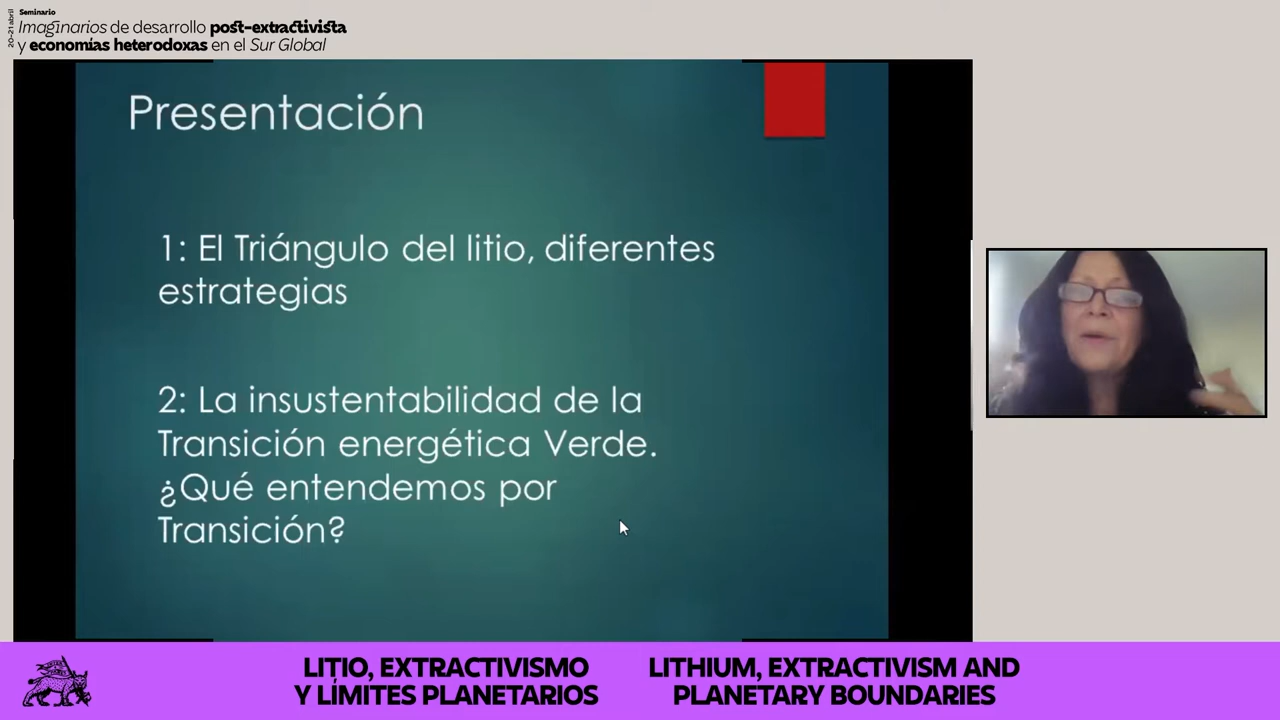 Seminario
20-21 abril
Imaginarios de desarrollo post-extractivista
y economías heterodoxas en el Sur Global
Presentación
1: El Triángulo del litio, diferentes
estrategias
2: La insustentabilidad de la
Transición energética Verde.
¿Qué entendemos por
Transición?
LITIO, EXTRACTIVISMO
Y LÍMITES PLANETARIOS
LITHIUM, EXTRACTIVISM AND
PLANETARY BOUNDARIES